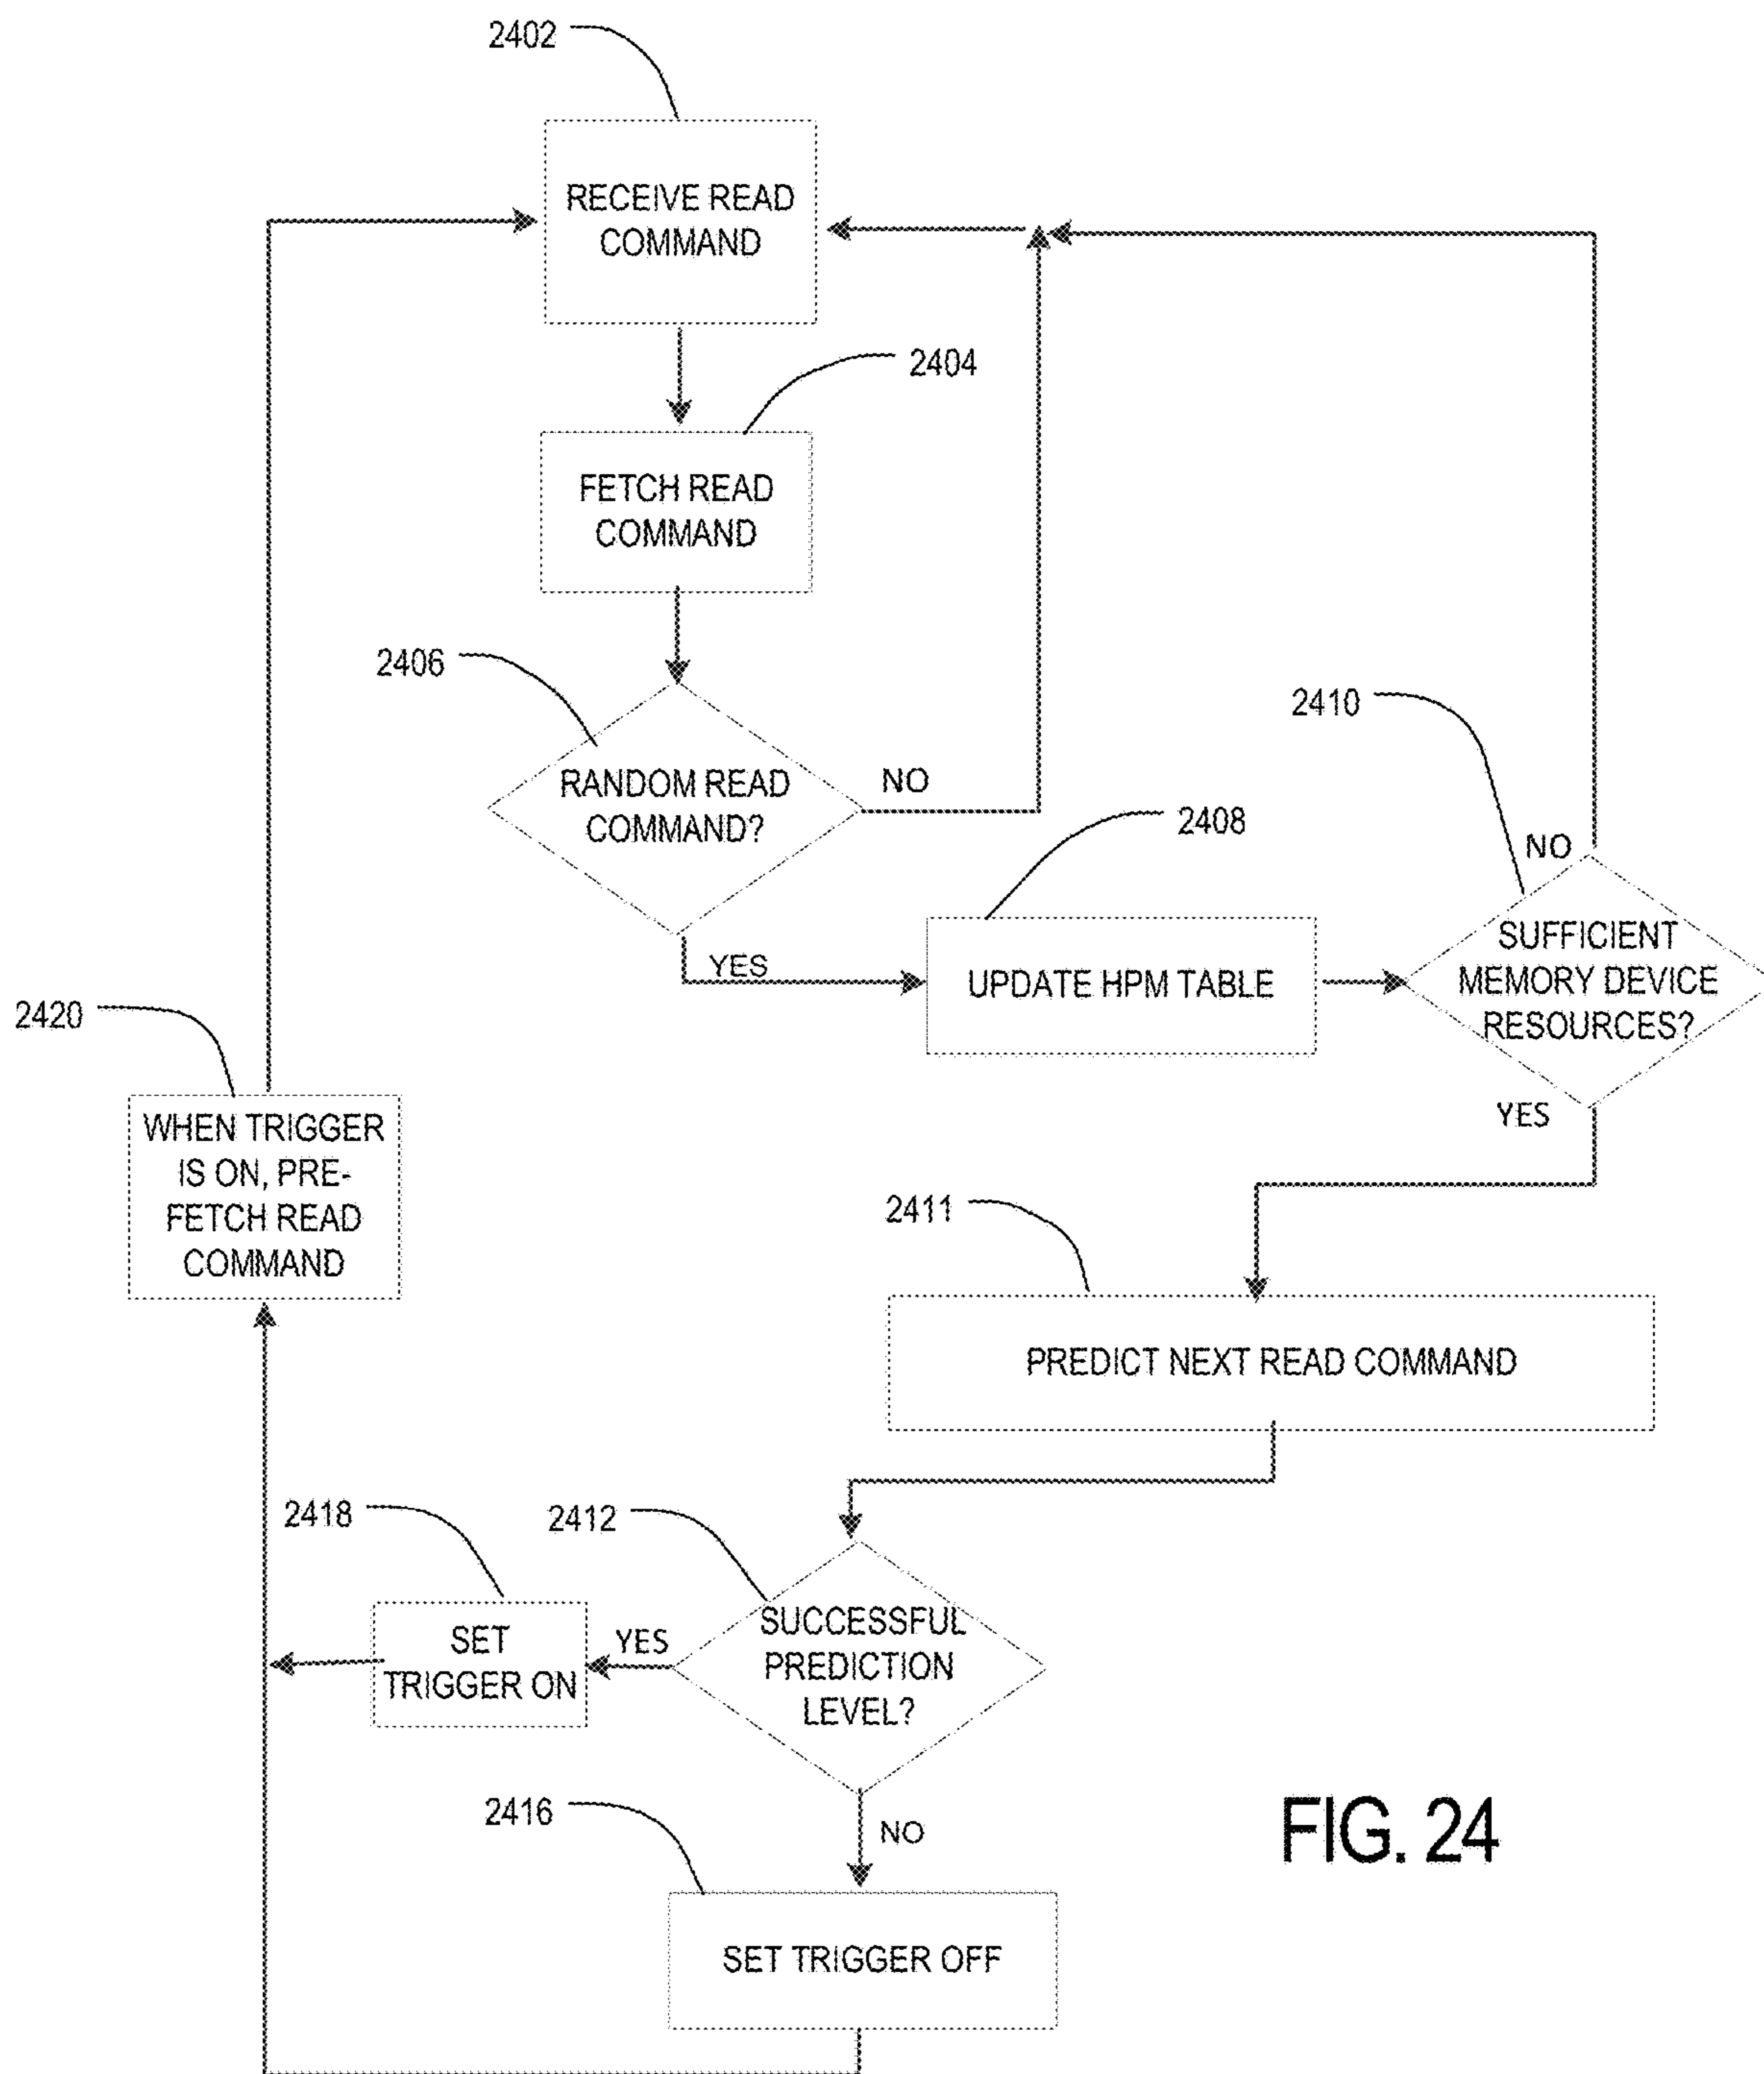 2402
RECEIVE READ
COMMAND
2404
FETCH READ
COMMAND
2406
RANDOM READ
COMMAND?
NO
YES
2408
UPDATE HPM TABLE
2410
NO
SUFFICIENT
MEMORY DEVICE
RESOURCES?
YES
2420
WHEN TRIGGER
IS ON, PRE-
FETCH READ
COMMAND
2411
PREDICT NEXT READ COMMAND
2418
SET
TRIGGER ON
YES
2412
SUCCESSFUL
PREDICTION
LEVEL?
NO
2416
SET TRIGGER OFF
FIG. 24